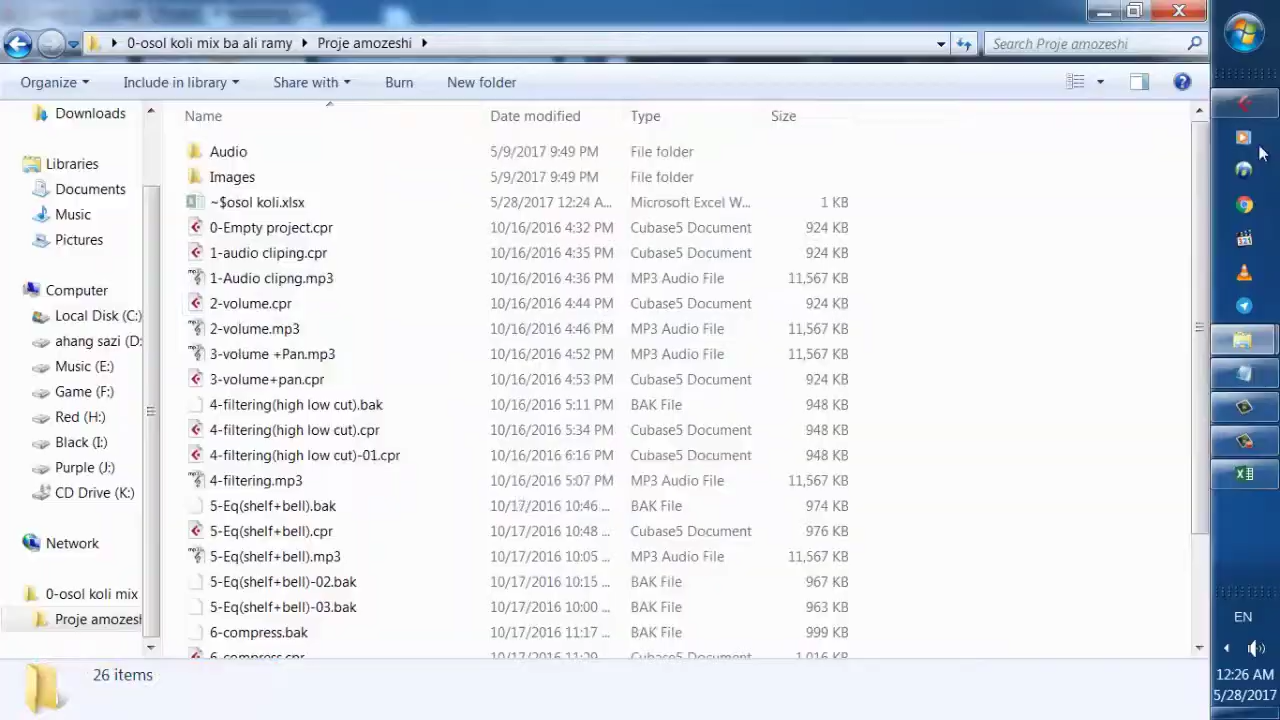 0-osol koli mix ba ali ramy Proje amozeshi Search Proje amozeshi
Organize Include in library Share with Burn New folder
Name Date modified Type Size
Downloads
Libraries
Documents
Music
Pictures
Computer
Local Disk (C:)
ahang sazi (D:
Music (E:)
Game (F:)
Red (H:)
Black (I:)
Purple (J:)
CD Drive (K:)
Network
0-osol koli mix
Proje amozesl
Audio 5/9/2017 2:49 PM File folder
Images 5/9/2017 2:49 PM File folder
~$osol koli.xlsx 5/28/2017 12:24 A... Microsoft Excel W... 1 KB
0-Empty project.cpr 10/16/2016 4:32 PM Cubase5 Document 924 KB
1-audio cliping.cpr 10/16/2016 4:35 PM Cubase5 Document 924 KB
1-Audio clipng.mp3 10/16/2016 4:36 PM MP3 Audio File 11,567 KB
2-volume.cpr 10/16/2016 4:44 PM Cubase5 Document 924 KB
2-volume.mp3 10/16/2016 4:46 PM MP3 Audio File 11,567 KB
3-volume +Pan.mp3 10/16/2016 4:52 PM MP3 Audio File 11,567 KB
3-volume+pan.cpr 10/16/2016 4:53 PM Cubase5 Document 924 KB
4-filtering(high low cut).bak 10/16/2016 5:11 PM BAK File 948 KB
4-filtering(high low cut).cpr 10/16/2016 5:34 PM Cubase5 Document 948 KB
4-filtering(high low cut)-01.cpr 10/16/2016 6:16 PM Cubase5 Document 948 KB
4-filtering.mp3 10/16/2016 5:07 PM MP3 Audio File 11,567 KB
5-Eq(shelf+bell).bak 10/17/2016 10:46 ... BAK File 974 KB
5-Eq(shelf+bell).cpr 10/17/2016 10:48 ... Cubase5 Document 976 KB
5-Eq(shelf+bell).mp3 10/17/2016 10:05 ... MP3 Audio File 11,567 KB
5-Eq(shelf+bell)-02.bak 10/17/2016 10:15 ... BAK File 967 KB
5-Eq(shelf+bell)-03.bak 10/17/2016 10:00 ... BAK File 948 KB
6-compress.bak 10/17/2016 11:17 ... BAK File 999 KB
6-compress.cpr 10/17/2016 11:29 ... Cubase5 Document 1,016 KB
26 items
321
EN
12:26 AM
5/28/2017